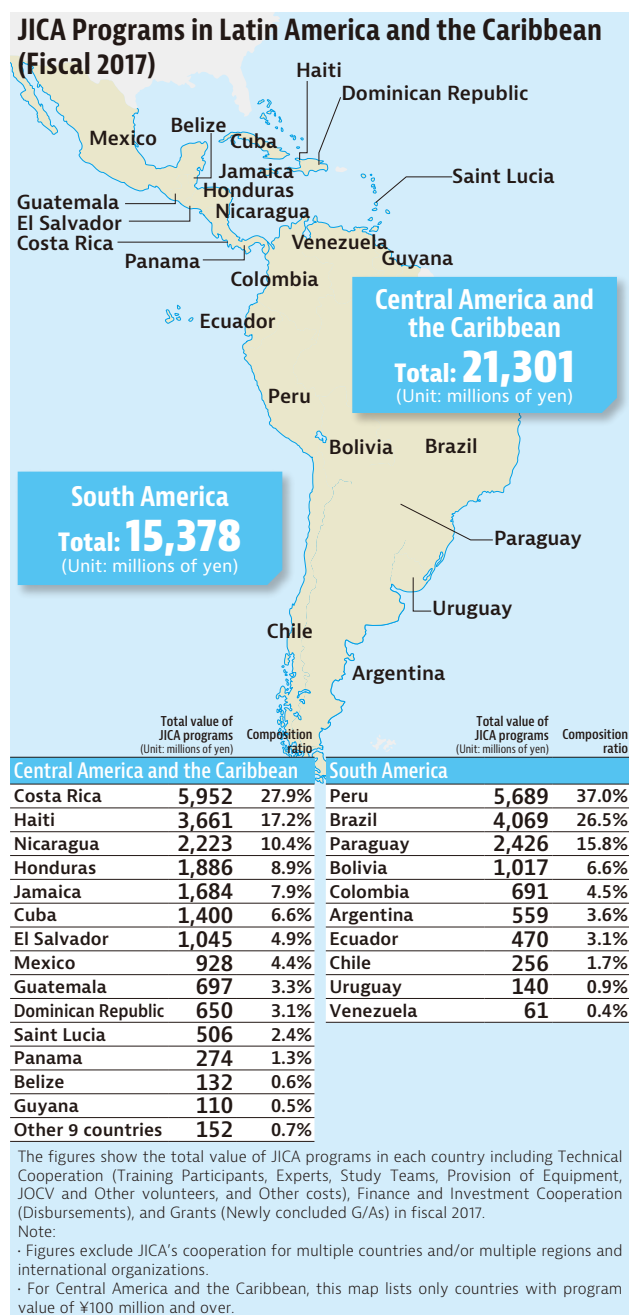 JICA Programs in Latin America and the Caribbean
(Fiscal 2017)
Haiti
Dominican Republic
Mexico
Belize
Cuba
Jamaica
Saint Lucia
Honduras
Guatemala
Nicaragua
El Salvador
Costa Rica
Venezuela
Panama
Guyana
Colombia
Central America and
the Caribbean
Total: 21,301
(Unit: millions of yen)
Ecuador
Peru
Bolivia
Brazil
South America
Total: 15,378
(Unit: millions of yen)
Paraguay
Uruguay
Chile
Argentina
Total value of
JICA programs
(Unit: millions of yen)
Composition
ratio
Central America and the Caribbean
Costa Rica 5,952 27.9%
Haiti 3,661 17.2%
Nicaragua 2,223 10.4%
Honduras 1,886 8.9%
Jamaica 1,684 7.9%
Cuba 1,400 6.6%
El Salvador 1,045 4.9%
Mexico 928 4.4%
Guatemala 697 3.3%
Dominican Republic 650 3.1%
Saint Lucia 506 2.4%
Panama 274 1.3%
Belize 132 0.6%
Guyana 110 0.5%
Other 9 countries 152 0.7%
Total value of
JICA programs
(Unit: millions of yen)
Composition
ratio
South America
Peru 5,689 37.0%
Brazil 4,069 26.5%
Paraguay 2,426 15.8%
Bolivia 1,017 6.6%
Colombia 691 4.5%
Argentina 559 3.6%
Ecuador 470 3.1%
Chile 256 1.7%
Uruguay 140 0.9%
Venezuela 61 0.4%
The figures show the total value of JICA programs in each country including Technical
Cooperation (Training Participants, Experts, Study Teams, Provision of Equipment,
JOCV and Other volunteers, and Other costs), Finance and Investment Cooperation
(Disbursements), and Grants (Newly concluded G/As) in fiscal 2017.
Note:
· Figures exclude JICA's cooperation for multiple countries and/or multiple regions and
international organizations.
· For Central America and the Caribbean, this map lists only countries with program
value of ¥100 million and over.